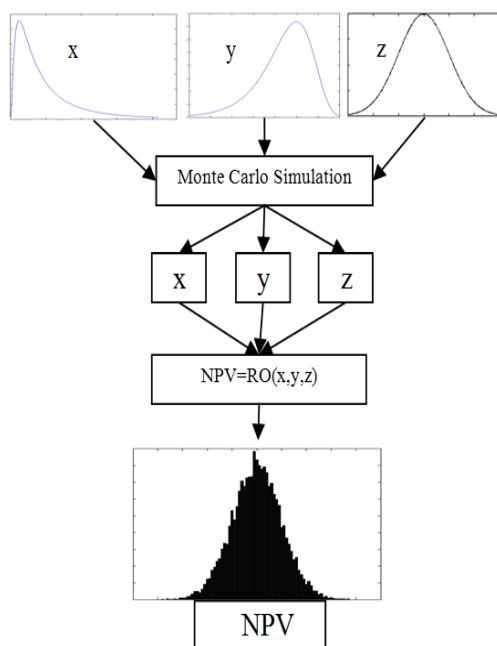 x
y
z
Monte Carlo Simulation
x
y
z
NPV=RO(x,y,z)
NPV